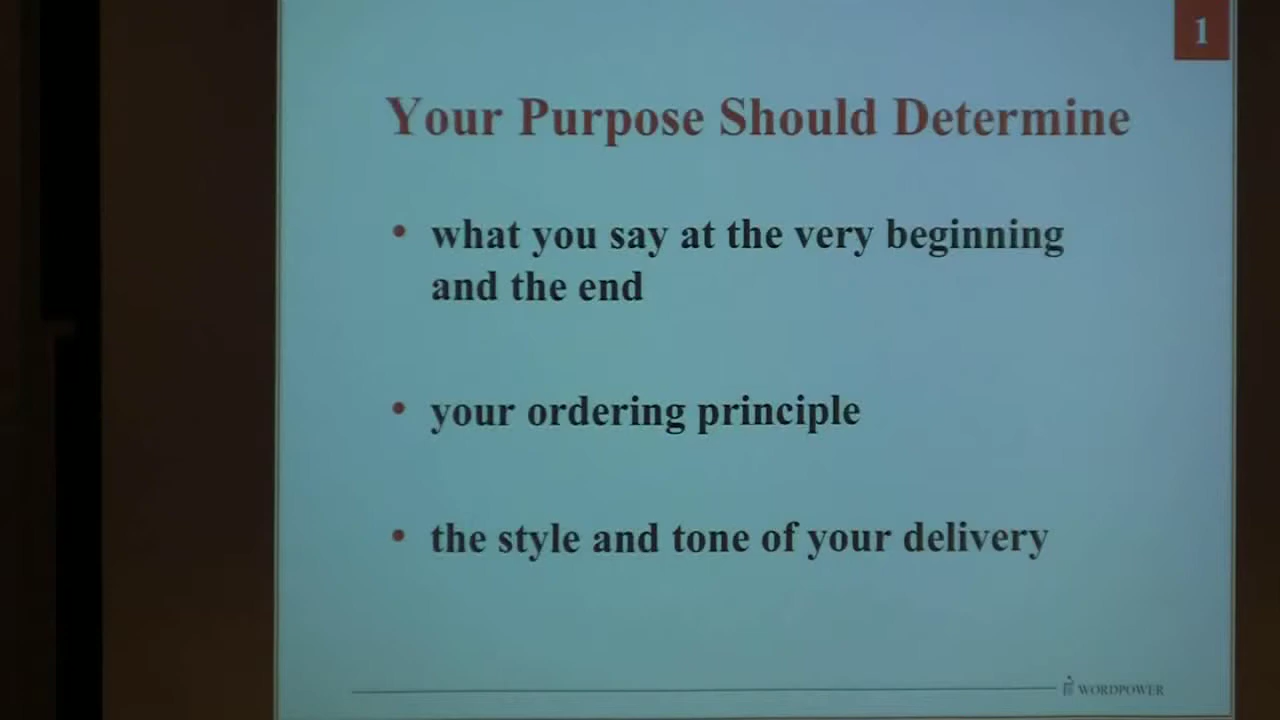 1
Your Purpose Should Determine
• what you say at the very beginning
and the end
• your ordering principle
• the style and tone of your delivery
WORDPOWER